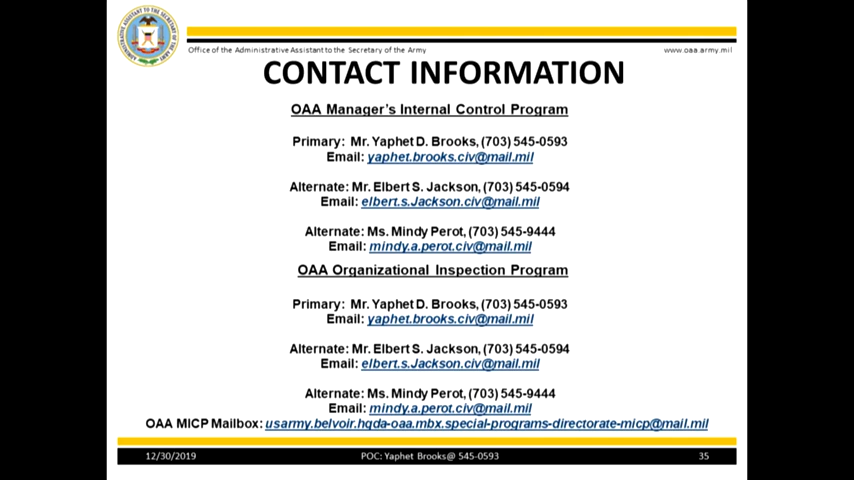 Office of the Administrative Assistant to the Secretary of the Army
www.oaa.army.mil
CONTACT INFORMATION
OAA Manager's Internal Control Program
Primary: Mr. Yaphet D. Brooks, (703) 545-0593
Email: yaphet.brooks.civ@mail.mil
Alternate: Mr. Elbert S. Jackson, (703) 545-0594
Email: elbert.s.Jackson.civ@mail.mil
Alternate: Ms. Mindy Perot, (703) 545-9444
Email: mindy.a.perot.civ@mail.mil
OAA Organizational Inspection Program
Primary: Mr. Yaphet D. Brooks, (703) 545-0593
Email: yaphet.brooks.civ@mail.mil
Alternate: Mr. Elbert S. Jackson, (703) 545-0594
Email: elbert.s.Jackson.civ@mail.mil
Alternate: Ms. Mindy Perot, (703) 545-9444
Email: mindy.a.perot.civ@mail.mil
OAA MICP Mailbox: usarmy.belvoir.hqda-oaa.mbx.special-programs-directorate-micp@mail.mil
12/30/2019
POC: Yaphet Brooks@ 545-0593
35